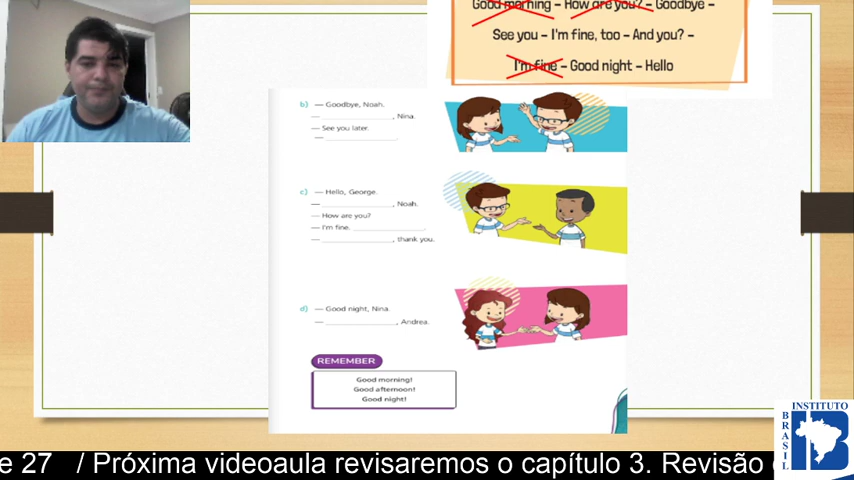 Good morning – How are you? – Goodbye –
See you – I'm fine, too – And you? –
I'm fine – Good night – Hello
b) — Goodbye, Noah.
— ____________, Nina.
— See you later.
— ____________.
c) — Hello, George.
— ____________, Noah.
— How are you?
— I'm fine. ____________.
— ____________, thank you.
d) — Good night, Nina.
— ____________, Andrea.
REMEMBER
Good morning!
Good afternoon!
Good night!
INSTITUTO
BRASIL
e 27 / Próxima videoaula revisaremos o capítulo 3. Revisão